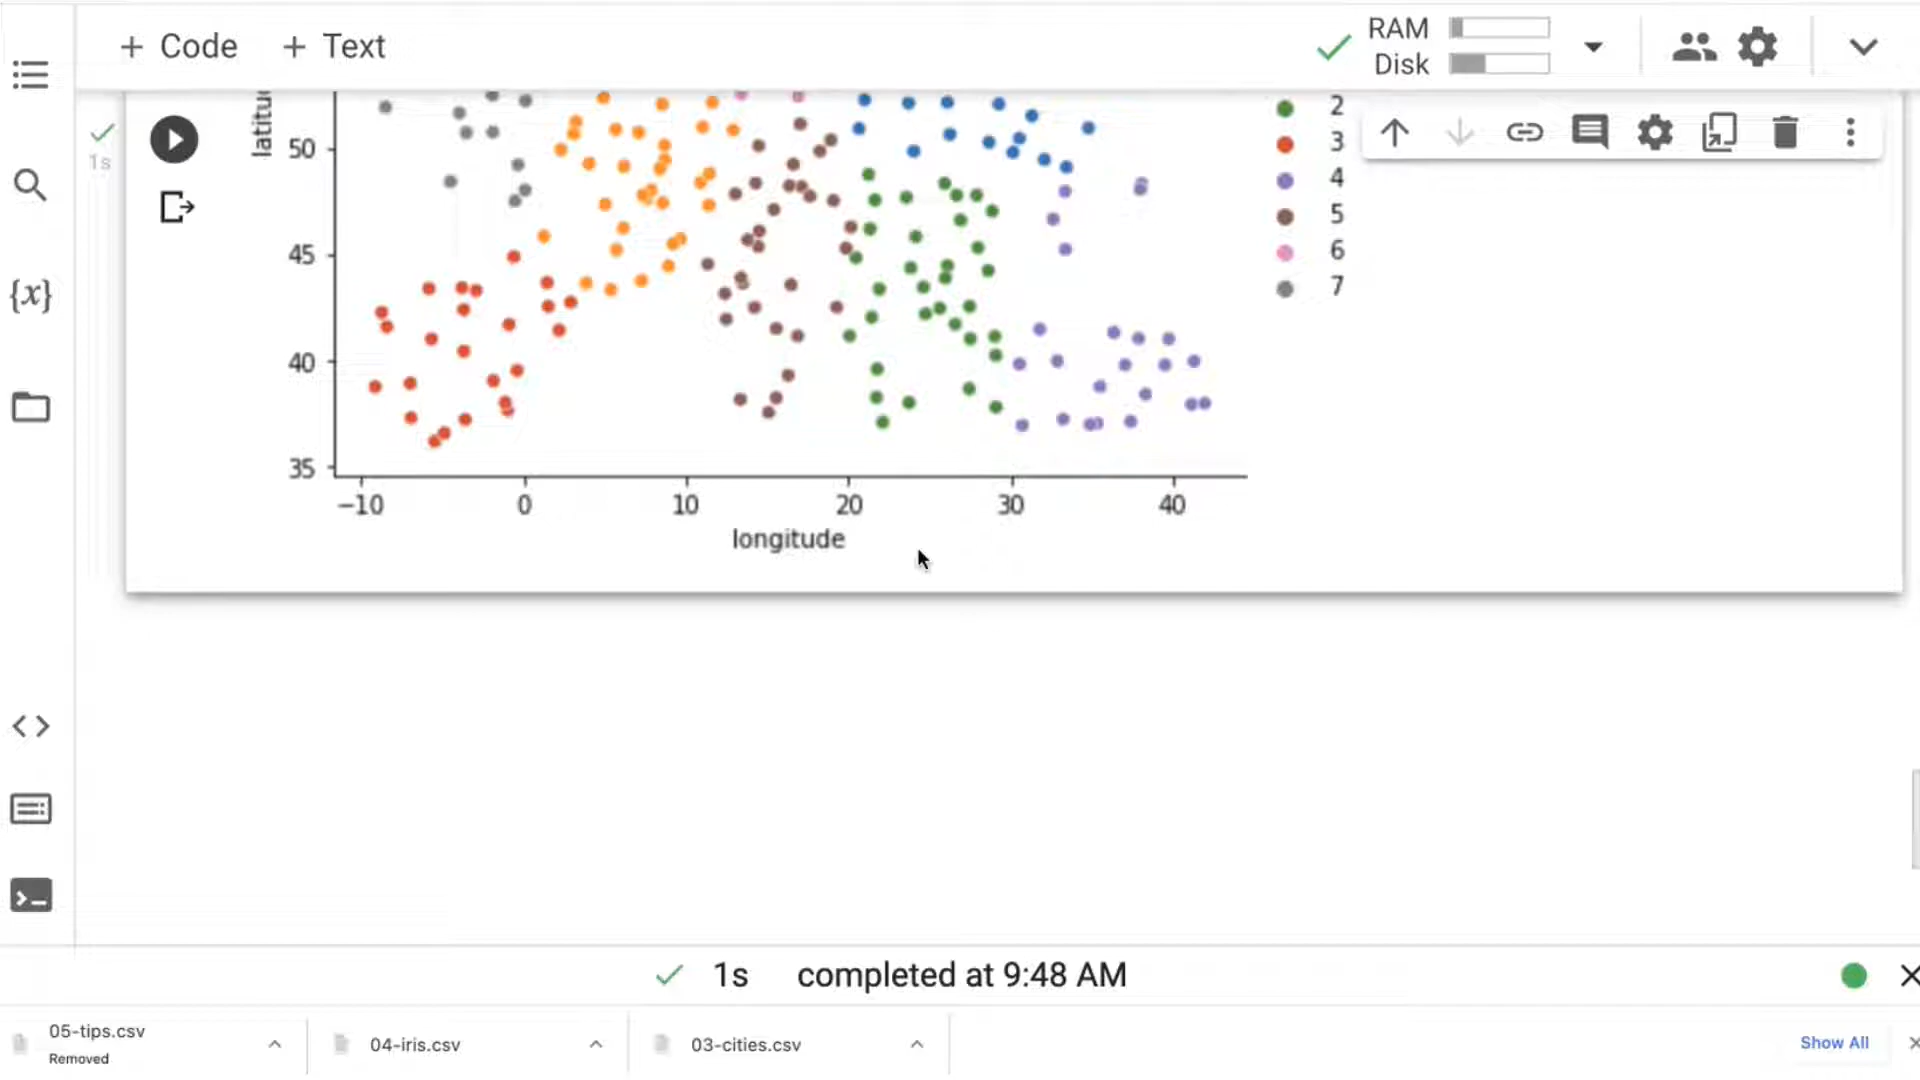 + Code + Text
RAM
Disk
1s
{x}
latitu
50
45
40
35
-10 0 10 20 30 40
longitude
2
3
4
5
6
7
1s completed at 9:48 AM
05-tips.csv
Removed
04-iris.csv
03-cities.csv
Show All